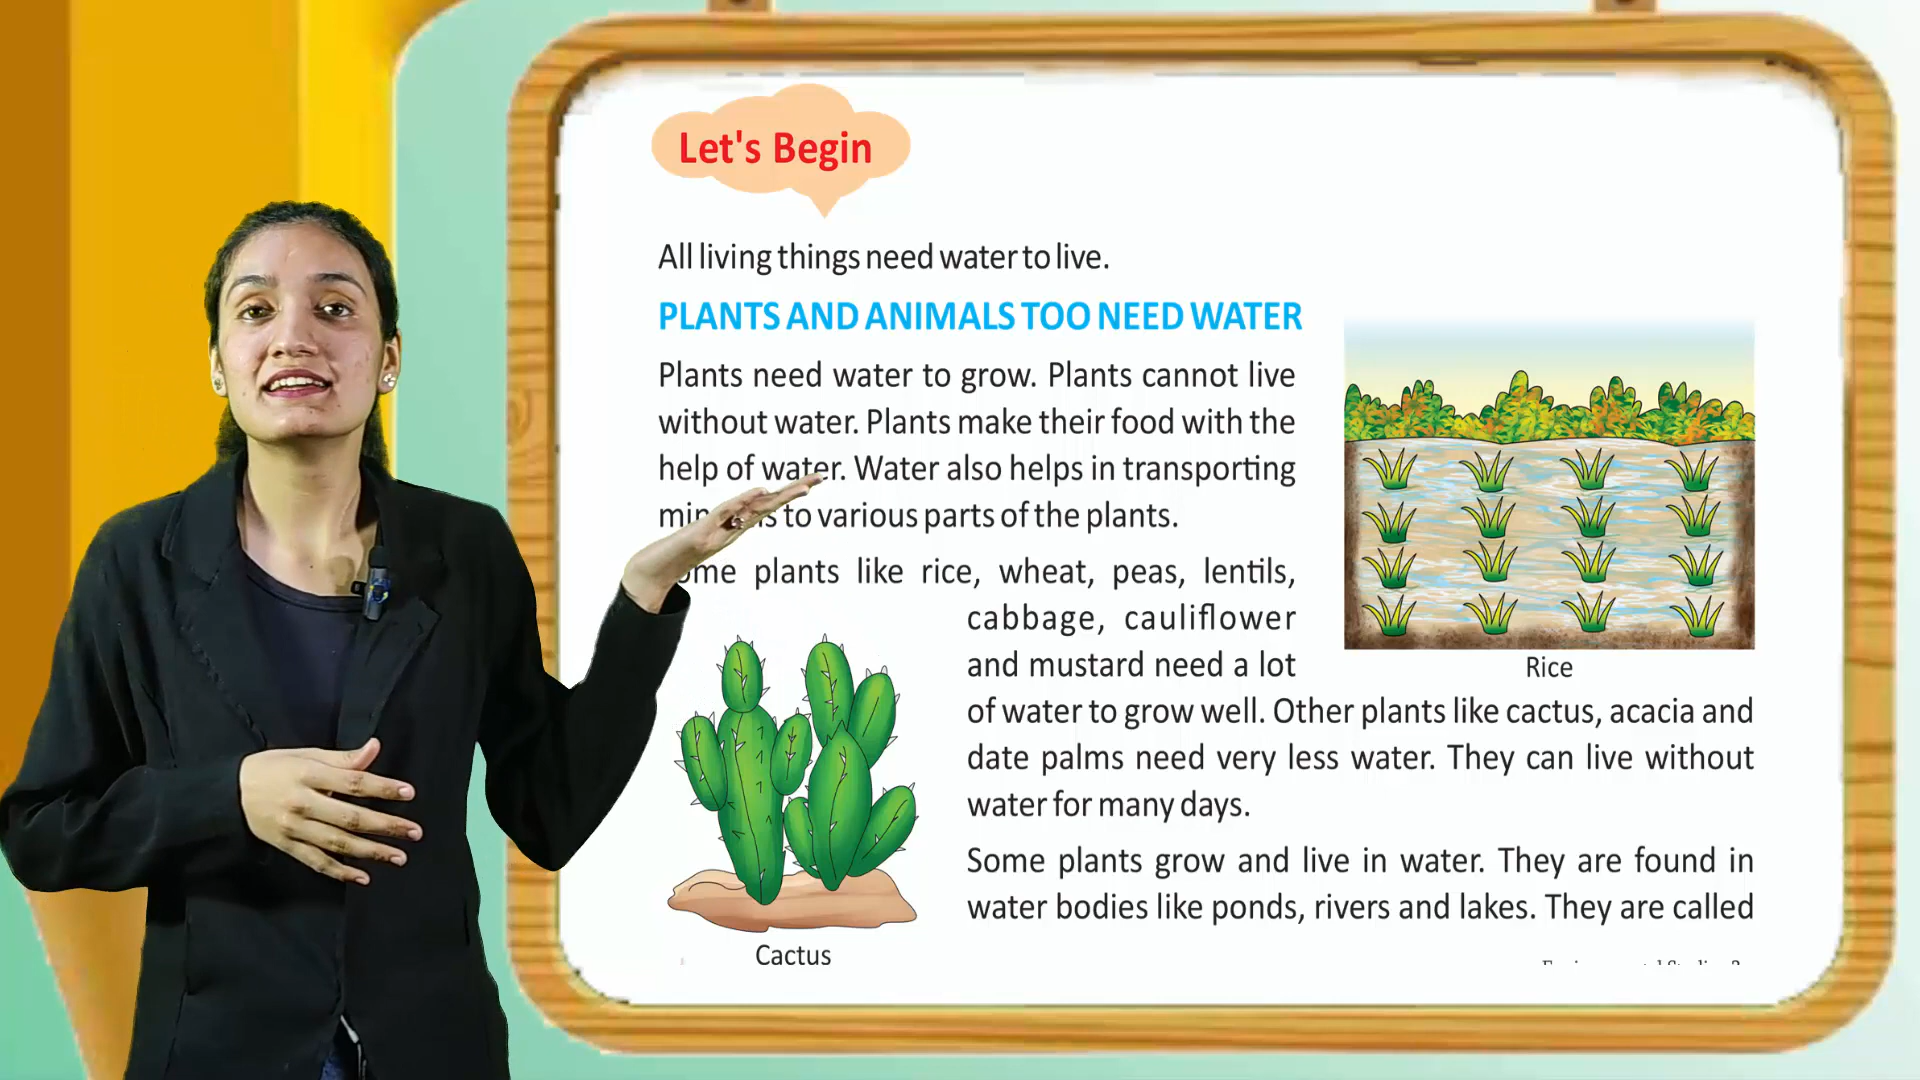 Let's Begin
All living things need water to live.
PLANTS AND ANIMALS TOO NEED WATER
Plants need water to grow. Plants cannot live
without water. Plants make their food with the
help of water. Water also helps in transporting
to various parts of the plants.
plants like rice, wheat, peas, lentils,
cabbage, cauliflower
and mustard need a lot
Rice
of water to grow well. Other plants like cactus, acacia and
date palms need very less water. They can live without
water for many days.
Some plants grow and live in water. They are found in
water bodies like ponds, rivers and lakes. They are called
Cactus